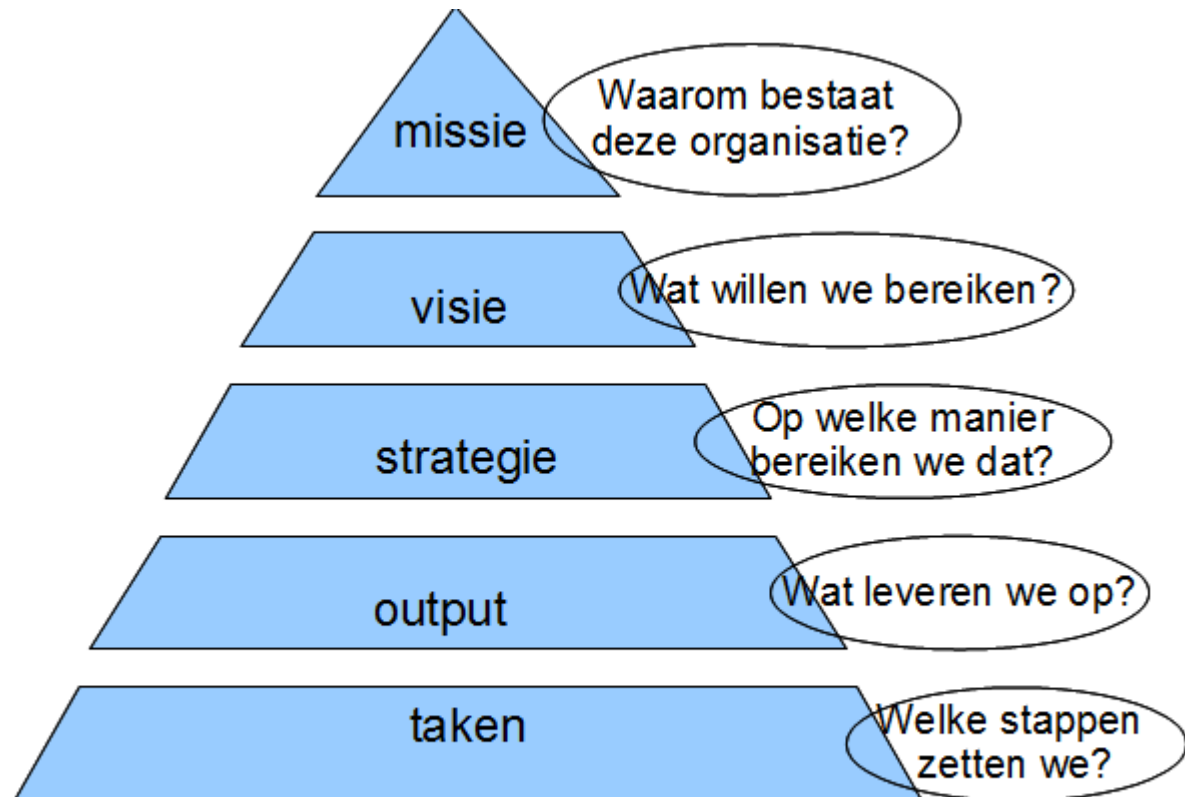 missie
Waarom bestaat
deze organisatie?
visie
Wat willen we bereiken?
strategie
Op welke manier
bereiken we dat?
output
Wat leveren we op?
taken
Welke stappen
zetten we?